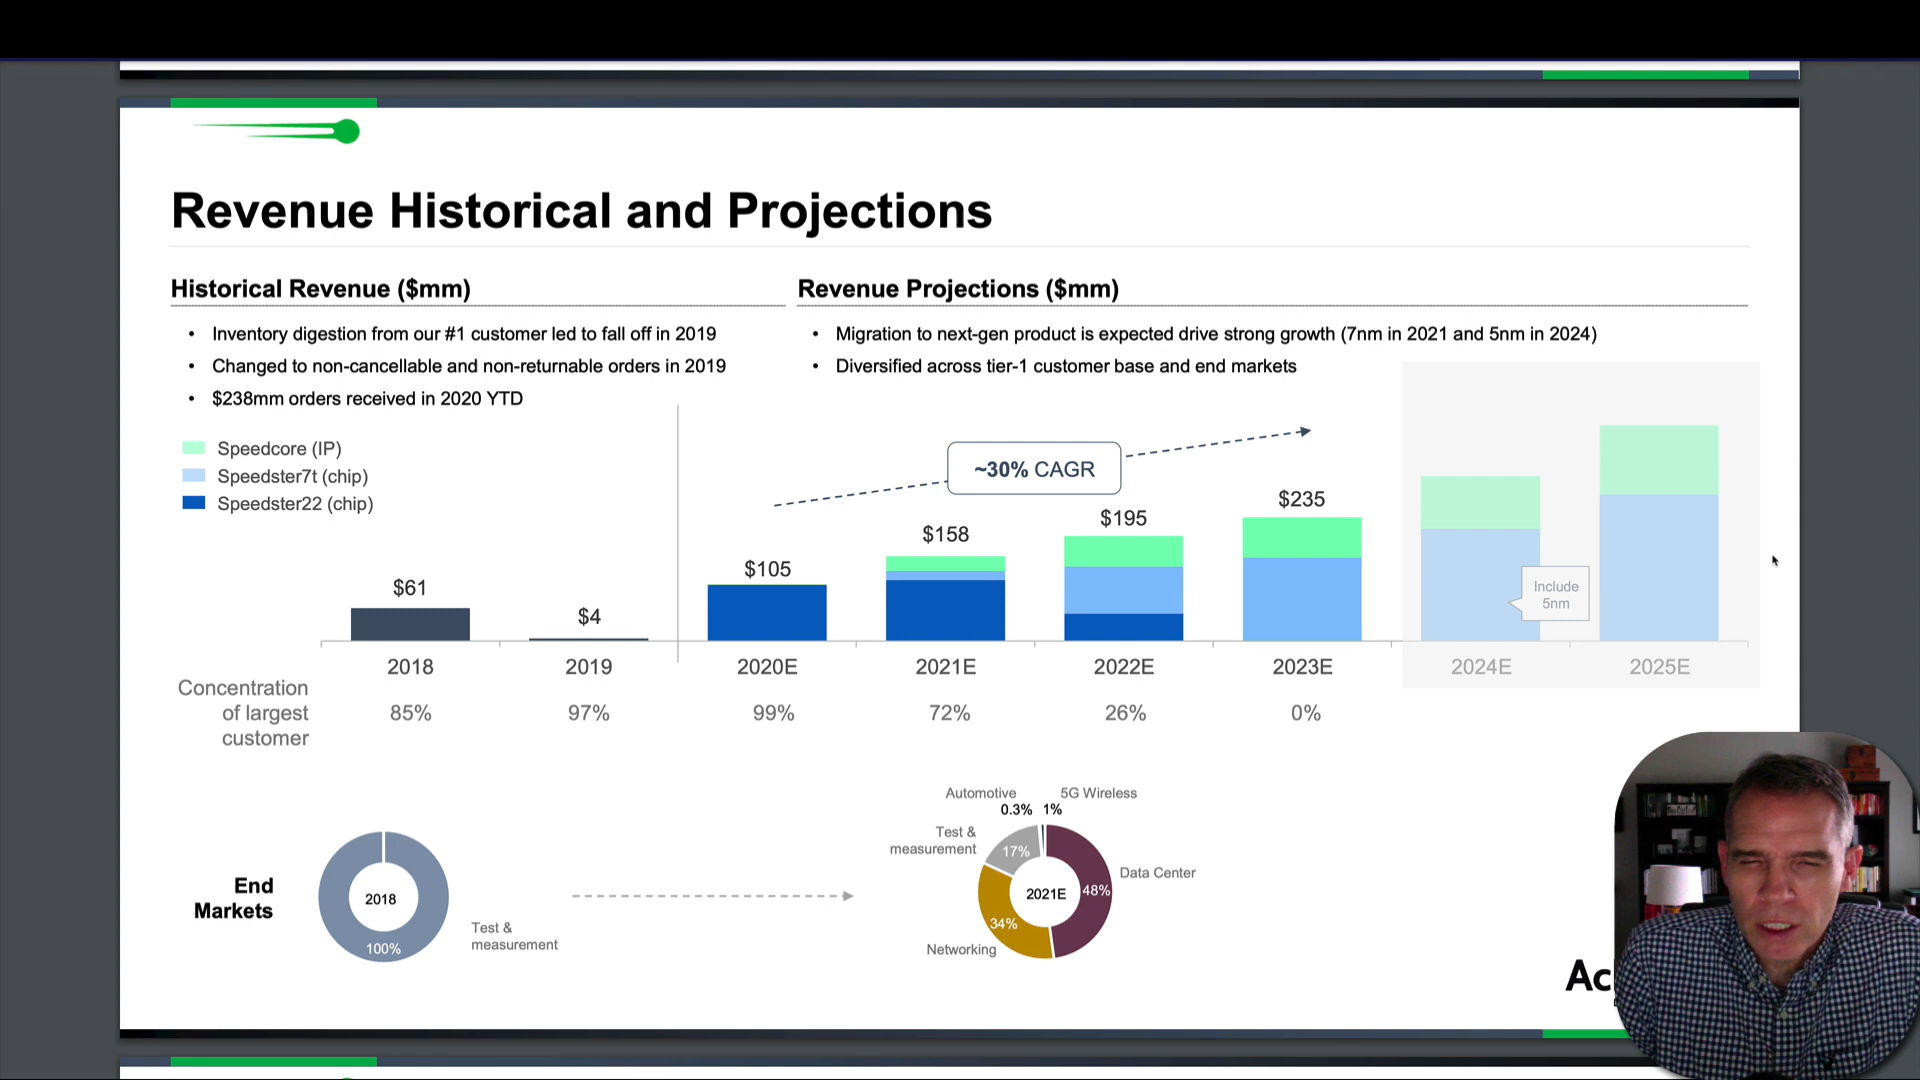 Revenue Historical and Projections
Historical Revenue ($mm)
• Inventory digestion from our #1 customer led to fall off in 2019
• Changed to non-cancellable and non-returnable orders in 2019
• $238mm orders received in 2020 YTD
Revenue Projections ($mm)
• Migration to next-gen product is expected drive strong growth (7nm in 2021 and 5nm in 2024)
• Diversified across tier-1 customer base and end markets
Speedcore (IP)
Speedster7t (chip)
Speedster22 (chip)
~30% CAGR
$61
$4
$105
$158
$195
$235
Include
5nm
2018 2019 2020E 2021E 2022E 2023E 2024E 2025E
Concentration
of largest
customer
85% 97% 99% 72% 26% 0%
End
Markets
2018
100%
Test &
measurement
Automotive 5G Wireless
0.3% 1%
Test &
measurement
17%
Data Center
48%
2021E
34%
Networking